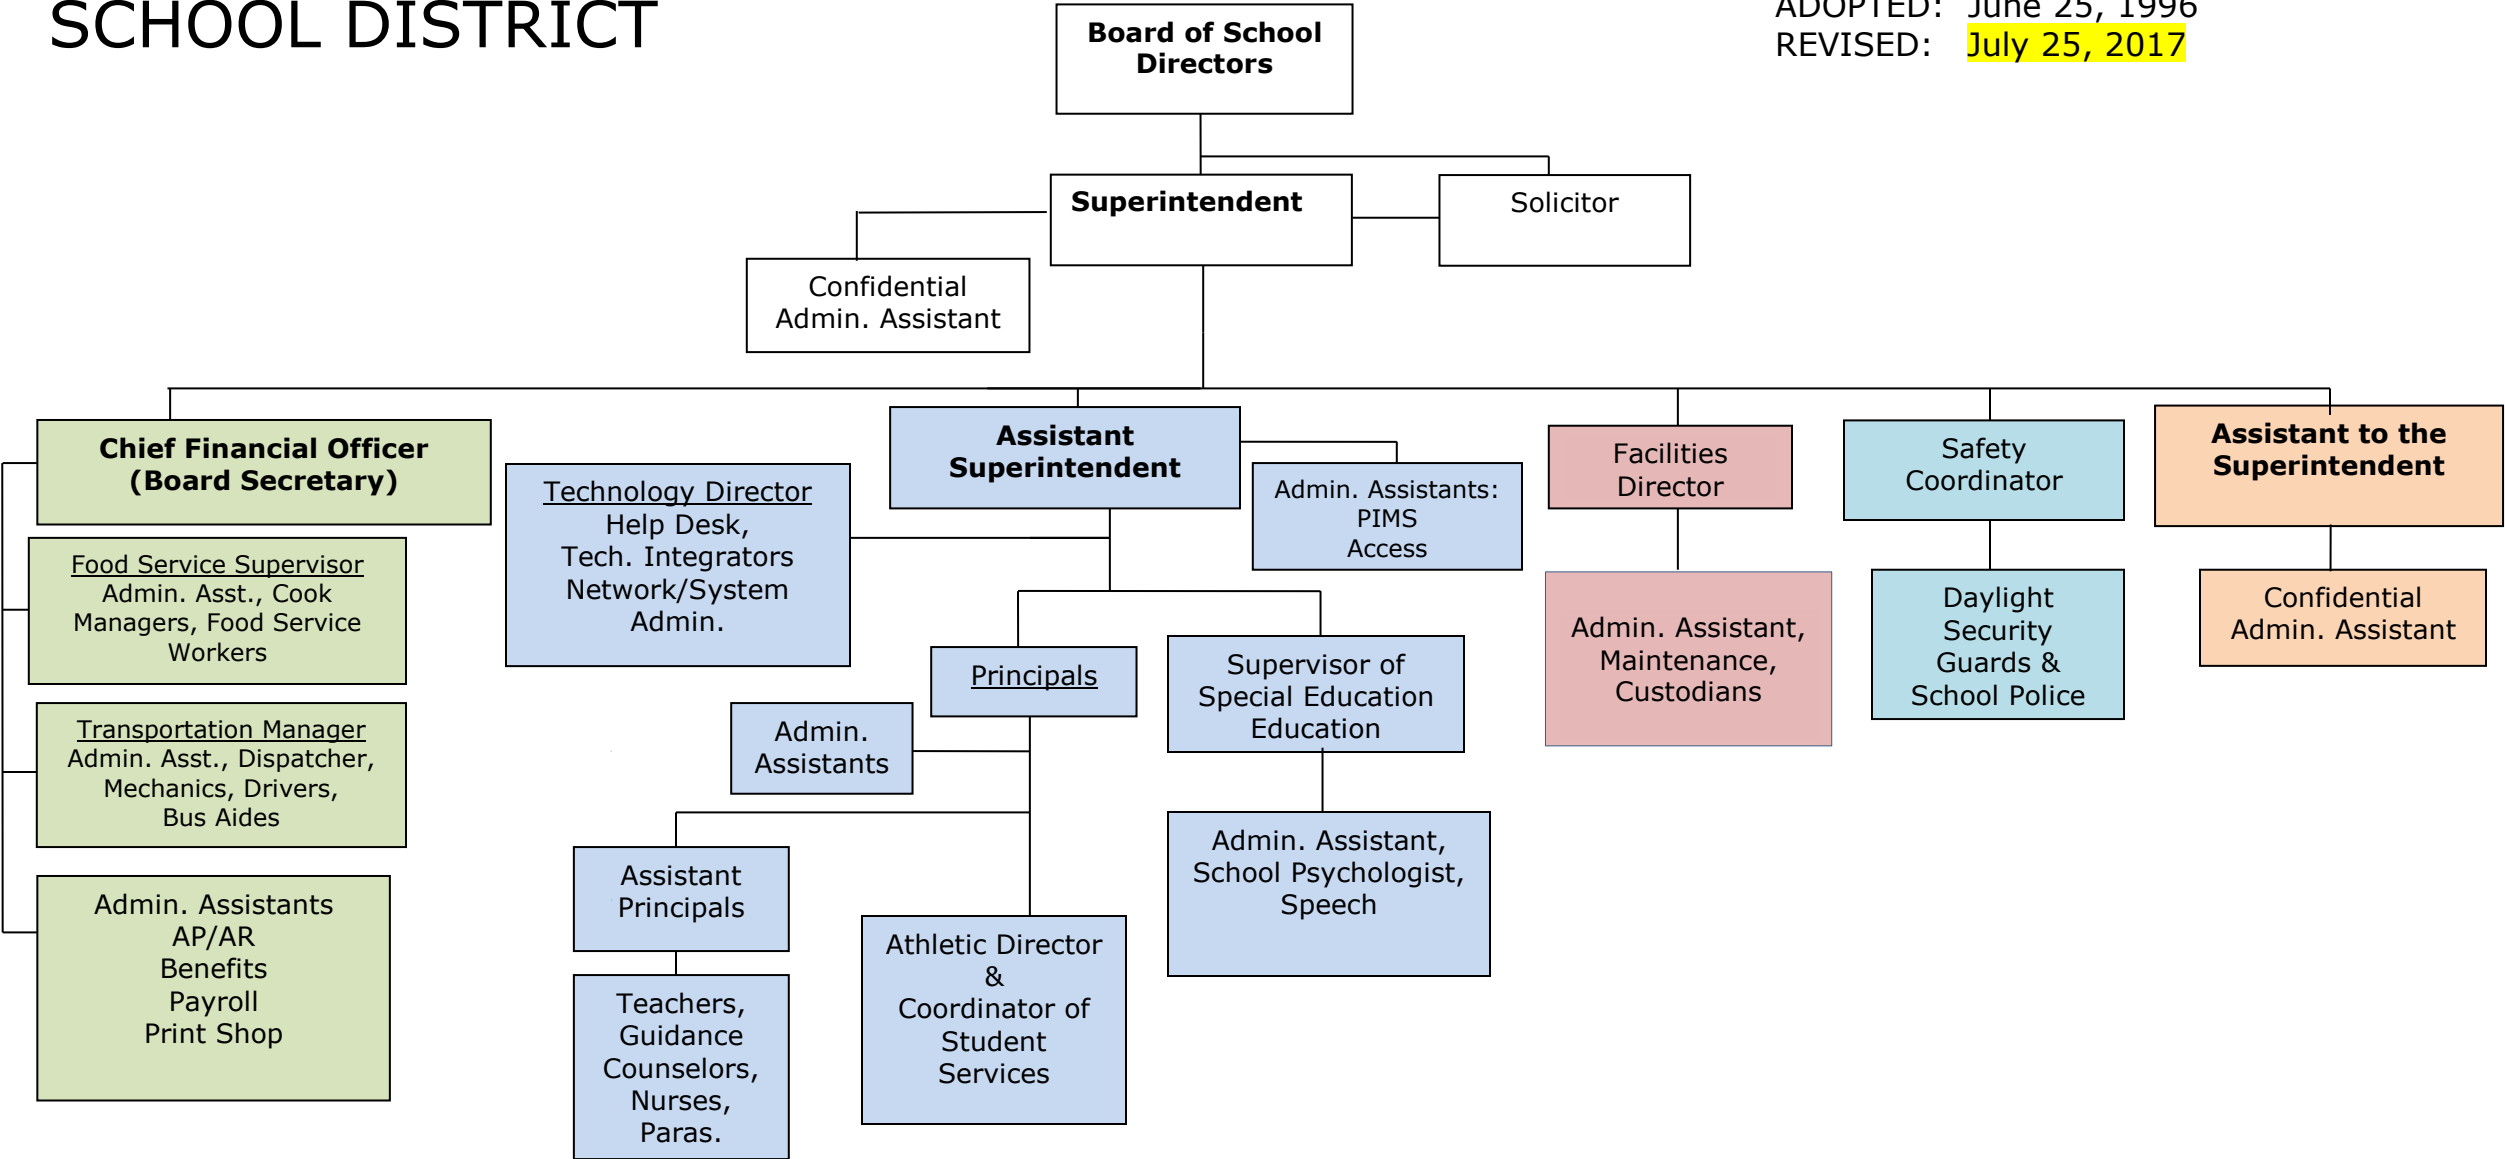 SCHOOL DISTRICT
ADOPTED: June 25, 1996
REVISED: July 25, 2017
Board of School
Directors
Superintendent
Solicitor
Confidential
Admin. Assistant
Chief Financial Officer
(Board Secretary)
Food Service Supervisor
Admin. Asst., Cook
Managers, Food Service
Workers
Transportation Manager
Admin. Asst., Dispatcher,
Mechanics, Drivers,
Bus Aides
Admin. Assistants
AP/AR
Benefits
Payroll
Print Shop
Technology Director
Help Desk,
Tech. Integrators
Network/System
Admin.
Assistant
Superintendent
Admin. Assistants:
PIMS
Access
Principals
Admin.
Assistants
Assistant
Principals
Teachers,
Guidance
Counselors,
Nurses,
Paras.
Athletic Director
&
Coordinator of
Student
Services
Supervisor of
Special Education
Education
Admin. Assistant,
School Psychologist,
Speech
Facilities
Director
Admin. Assistant,
Maintenance,
Custodians
Safety
Coordinator
Daylight
Security
Guards &
School Police
Assistant to the
Superintendent
Confidential
Admin. Assistant